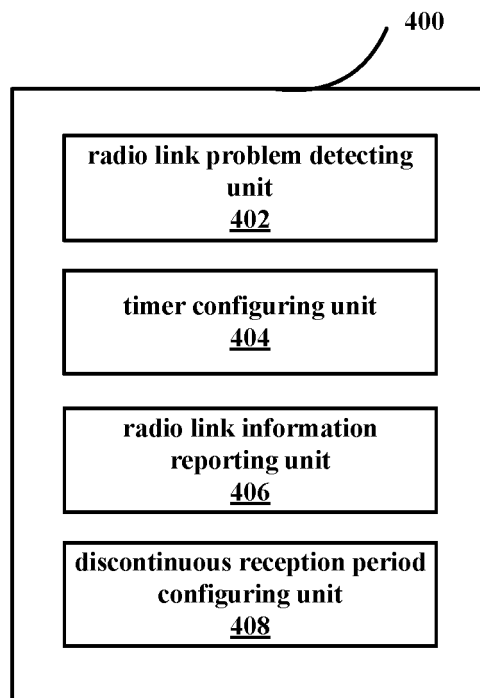 400
radio link problem detecting
unit
402
timer configuring unit
404
radio link information
reporting unit
406
discontinuous reception period
configuring unit
408